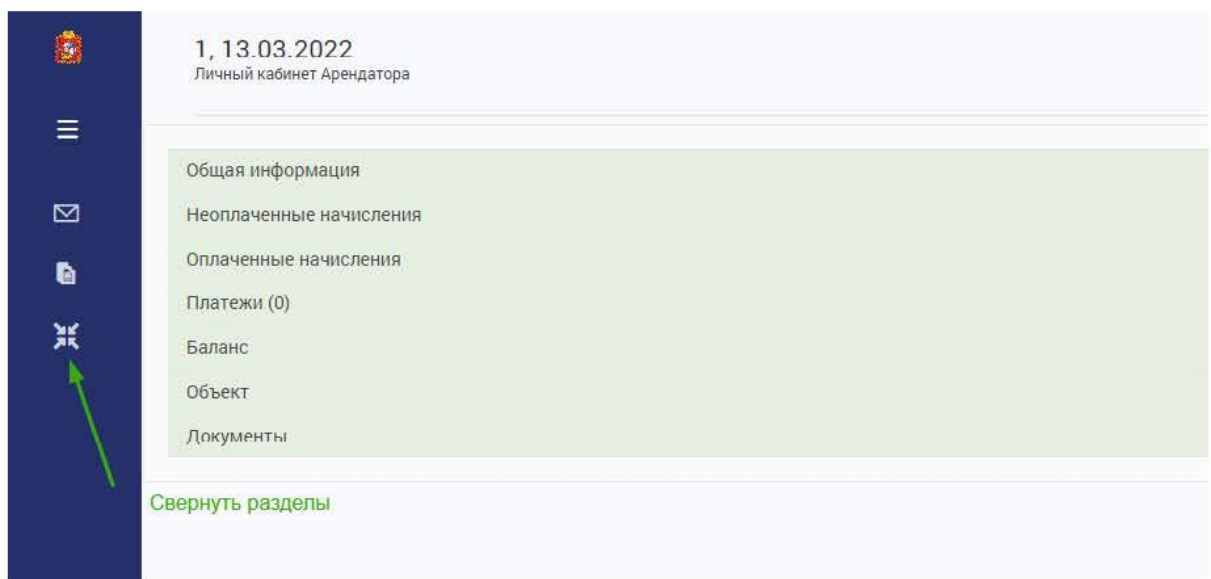 1, 13.03.2022
Личный кабинет Арендатора
Общая информация
Неоплаченные начисления
Оплаченные начисления
Платежи (0)
Баланс
Объект
Документы
Свернуть разделы